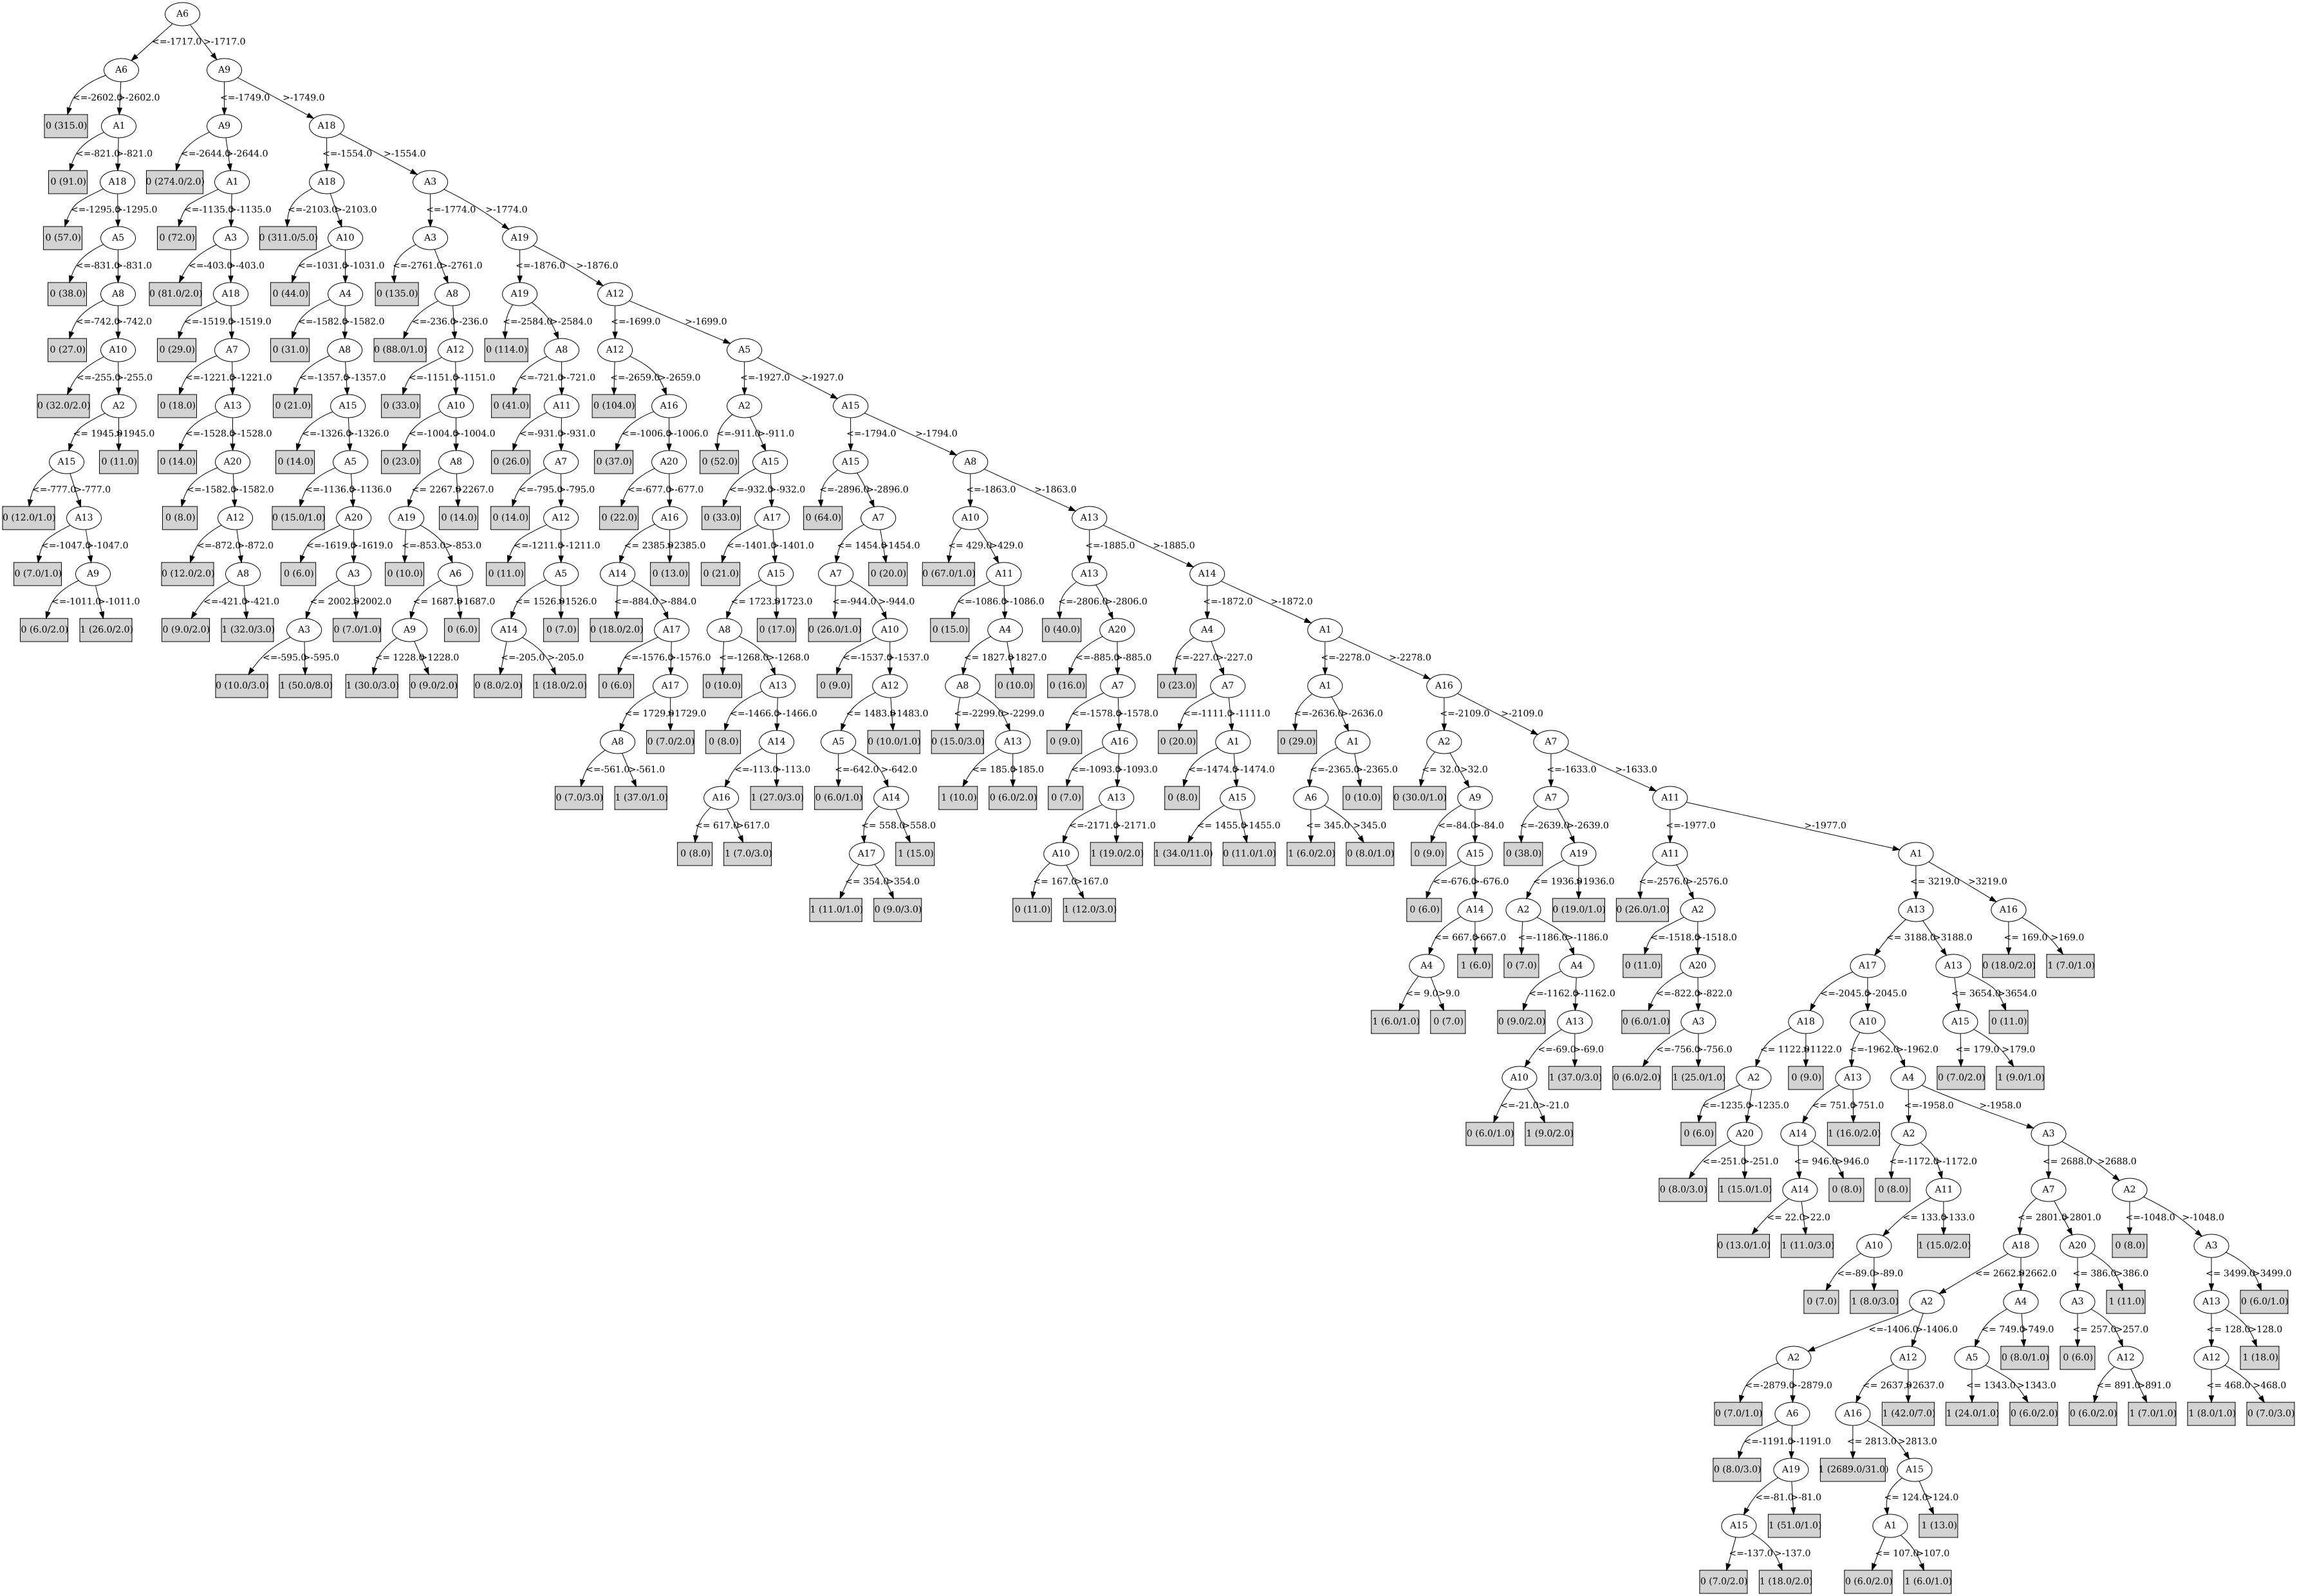 A6
<=-1717.0 >-1717.0
A6 A9
<=-2602.0 >-2602.0 <=-1749.0 >-1749.0
0 (315.0) A1 A9 A18
<=-821.0 >-821.0 <=-2644.0 >-2644.0 <=-1554.0 >-1554.0
0 (91.0) A18 0 (274.0/2.0) A1 A18 A3
<=-1295.0 >-1295.0 <=-1135.0 >-1135.0 <=-2103.0 >-2103.0 <=-1774.0 >-1774.0
0 (57.0) A5 0 (72.0) A3 0 (311.0/5.0) A10 A3 A19
<=-831.0 >-831.0 <=-403.0 >-403.0 <=-1031.0 >-1031.0 <=-2761.0 >-2761.0 <=-1876.0 >-1876.0
0 (38.0) A8 0 (81.0/2.0) A18 0 (44.0) A4 0 (135.0) A8 A19 A12
<=-742.0 >-742.0 <=-1519.0 >-1519.0 <=-1582.0 >-1582.0 <=-236.0 >-236.0 <=-2584.0 >-2584.0 <=-1699.0 >-1699.0
0 (27.0) A10 0 (29.0) A7 0 (31.0) A8 0 (88.0/1.0) A12 0 (114.0) A8 A12 A5
<=-255.0 >-255.0 <=-1221.0 >-1221.0 <=-1357.0 >-1357.0 <=-1151.0 >-1151.0 <=-721.0 >-721.0 <=-2659.0 >-2659.0 <=-1927.0 >-1927.0
0 (32.0/2.0) A2 0 (18.0) A13 0 (21.0) A15 0 (33.0) A10 0 (41.0) A11 0 (104.0) A16 A2 A15
<= 1945.0 >1945.0 <=-1528.0 >-1528.0 <=-1326.0 >-1326.0 <=-1004.0 >-1004.0 <=-931.0 >-931.0 <=-1006.0 >-1006.0 <=-911.0 >-911.0 <=-1794.0 >-1794.0
A15 0 (11.0) 0 (14.0) A20 0 (14.0) A5 0 (23.0) A8 0 (26.0) A7 0 (37.0) A20 0 (52.0) A15 A15 A8
<=-777.0 >-777.0 <=-1582.0 >-1582.0 <=-1136.0 >-1136.0 <= 2267.0 >2267.0 <=-795.0 >-795.0 <=-677.0 >-677.0 <=-932.0 >-932.0 <=-2896.0 >-2896.0 <=-1863.0 >-1863.0
0 (12.0/1.0) A13 0 (8.0) A12 0 (15.0/1.0) A20 A19 0 (14.0) 0 (14.0) A12 0 (22.0) A16 0 (33.0) A17 0 (64.0) A7 A10 A13
<=-1047.0 >-1047.0 <=-872.0 >-872.0 <=-1619.0 >-1619.0 <=-853.0 >-853.0 <=-1211.0 >-1211.0 <= 2385.0 >2385.0 <=-1401.0 >-1401.0 <= 1454.0 >1454.0 <= 429.0 >429.0 <=-1885.0 >-1885.0
0 (7.0/1.0) A9 0 (12.0/2.0) A8 0 (6.0) A3 0 (10.0) A6 0 (11.0) A5 A14 0 (13.0) 0 (21.0) A15 A7 0 (20.0) 0 (67.0/1.0) A11 A13 A14
<=-1011.0 >-1011.0 <=-421.0 >-421.0 <= 2002.0 >2002.0 <= 1687.0 >1687.0 <= 1526.0 >1526.0 <=-884.0 >-884.0 <= 1723.0 >1723.0 <=-944.0 >-944.0 <=-1086.0 >-1086.0 <=-2806.0 >-2806.0 <=-1872.0 >-1872.0
0 (6.0/2.0) 1 (26.0/2.0) 0 (9.0/2.0) 1 (32.0/3.0) A3 0 (7.0/1.0) A9 0 (6.0) A14 0 (7.0) 0 (18.0/2.0) A17 A8 0 (17.0) 0 (26.0/1.0) A10 0 (15.0) A4 0 (40.0) A20 A4 A1
<=-595.0 >-595.0 <= 1228.0 >1228.0 <=-205.0 >-205.0 <=-1576.0 >-1576.0 <=-1268.0 >-1268.0 <=-1537.0 >-1537.0 <= 1827.0 >1827.0 <=-885.0 >-885.0 <=-227.0 >-227.0 <=-2278.0 >-2278.0
0 (10.0/3.0) 1 (50.0/8.0) 1 (30.0/3.0) 0 (9.0/2.0) 0 (8.0/2.0) 1 (18.0/2.0) 0 (6.0) A17 0 (10.0) A13 0 (9.0) A12 A8 0 (10.0) 0 (16.0) A7 0 (23.0) A7 A1 A16
<= 1729.0 >1729.0 <=-1466.0 >-1466.0 <= 1483.0 >1483.0 <=-2299.0 >-2299.0 <=-1578.0 >-1578.0 <=-1111.0 >-1111.0 <=-2636.0 >-2636.0 <=-2109.0 >-2109.0
A8 0 (7.0/2.0) 0 (8.0) A14 A5 0 (10.0/1.0) 0 (15.0/3.0) A13 0 (9.0) A16 0 (20.0) A1 0 (29.0) A1 A2 A7
<=-561.0 >-561.0 <=-113.0 >-113.0 <=-642.0 >-642.0 <= 185.0 >185.0 <=-1093.0 >-1093.0 <=-1474.0 >-1474.0 <=-2365.0 >-2365.0 <= 32.0 >32.0 <=-1633.0 >-1633.0
0 (7.0/3.0) 1 (37.0/1.0) A16 1 (27.0/3.0) 0 (6.0/1.0) A14 1 (10.0) 0 (6.0/2.0) 0 (7.0) A13 0 (8.0) A15 A6 0 (10.0) 0 (30.0/1.0) A9 A7 A11
<= 617.0 >617.0 <= 558.0 >558.0 <=-2171.0 >-2171.0 <= 1455.0 >1455.0 <= 345.0 >345.0 <=-84.0 >-84.0 <=-2639.0 >-2639.0 <=-1977.0 >-1977.0
0 (8.0) 1 (7.0/3.0) A17 1 (15.0) A10 1 (19.0/2.0) 1 (34.0/11.0) 0 (11.0/1.0) 1 (6.0/2.0) 0 (8.0/1.0) 0 (9.0) A15 0 (38.0) A19 A11 A1
<= 354.0 >354.0 <= 167.0 >167.0 <=-676.0 >-676.0 <= 1936.0 >1936.0 <=-2576.0 >-2576.0 <= 3219.0 >3219.0
1 (11.0/1.0) 0 (9.0/3.0) 0 (11.0) 1 (12.0/3.0) 0 (6.0) A14 A2 0 (19.0/1.0) 0 (26.0/1.0) A2 A13 A16
<= 667.0 >667.0 <=-1186.0 >-1186.0 <=-1518.0 >-1518.0 <= 3188.0 >3188.0 <= 169.0 >169.0
A4 1 (6.0) 0 (7.0) A4 0 (11.0) A20 A17 A13 0 (18.0/2.0) 1 (7.0/1.0)
<= 9.0 >9.0 <=-1162.0 >-1162.0 <=-822.0 >-822.0 <=-2045.0 >-2045.0 <= 3654.0 >3654.0
1 (6.0/1.0) 0 (7.0) 0 (9.0/2.0) A13 0 (6.0/1.0) A3 A18 A10 A15 0 (11.0)
<=-69.0 >-69.0 <=-756.0 >-756.0 <= 1122.0 >1122.0 <=-1962.0 >-1962.0 <= 179.0 >179.0
A10 1 (37.0/3.0) 0 (6.0/2.0) 1 (25.0/1.0) A2 0 (9.0) A13 A4 0 (7.0/2.0) 1 (9.0/1.0)
<=-21.0 >-21.0 <=-1235.0 >-1235.0 <= 751.0 >751.0 <=-1958.0 >-1958.0
0 (6.0/1.0) 1 (9.0/2.0) 0 (6.0) A20 A14 1 (16.0/2.0) A2 A3
<=-251.0 >-251.0 <= 946.0 >946.0 <=-1172.0 >-1172.0 <= 2688.0 >2688.0
0 (8.0/3.0) 1 (15.0/1.0) A14 0 (8.0) 0 (8.0) A11 A7 A2
<= 22.0 >22.0 <= 133.0 >133.0 <= 2801.0 >2801.0 <=-1048.0 >-1048.0
0 (13.0/1.0) 1 (11.0/3.0) A10 1 (15.0/2.0) A18 A20 0 (8.0) A3
<=-89.0 >-89.0 <= 2662.0 >2662.0 <= 386.0 >386.0 <= 3499.0 >3499.0
0 (7.0) 1 (8.0/3.0) A2 A4 A3 1 (11.0) A13 0 (6.0/1.0)
<=-1406.0 >-1406.0 <= 749.0 >749.0 <= 257.0 >257.0 <= 128.0 >128.0
A2 A12 A5 0 (8.0/1.0) 0 (6.0) A12 A12 1 (18.0)
<=-2879.0 >-2879.0 <= 2637.0 >2637.0 <= 1343.0 >1343.0 <= 891.0 >891.0 <= 468.0 >468.0
0 (7.0/1.0) A6 A16 1 (42.0/7.0) 1 (24.0/1.0) 0 (6.0/2.0) 0 (6.0/2.0) 1 (7.0/1.0) 1 (8.0/1.0) 0 (7.0/3.0)
<=-1191.0 >-1191.0 <= 2813.0 >2813.0
0 (8.0/3.0) A19 1 (2689.0/31.0) A15
<=-81.0 >-81.0 <= 124.0 >124.0
A15 1 (51.0/1.0) A1 1 (13.0)
<=-137.0 >-137.0 <= 107.0 >107.0
0 (7.0/2.0) 1 (18.0/2.0) 0 (6.0/2.0) 1 (6.0/1.0)